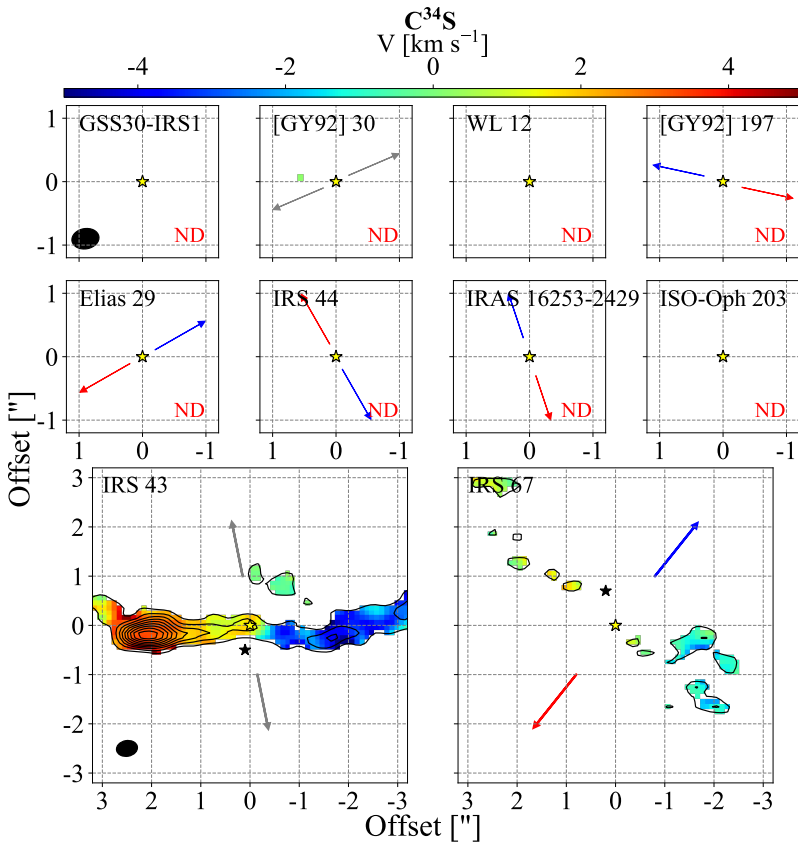 C³⁴S
V [km s⁻¹]
-4 -2 0 2 4
GSS30-IRS1 [GY92] 30 WL 12 [GY92] 197
1
0
-1
ND ND ND ND
Elias 29 IRS 44 IRAS 16253-2429 ISO-Oph 203
1
0
-1
ND ND ND ND
1 0 -1 1 0 -1 1 0 -1 1 0 -1
Offset ["]
IRS 43 IRS 67
3
2
1
0
-1
-2
-3
3 2 1 0 -1 -2 -3 3 2 1 0 -1 -2 -3
Offset ["]